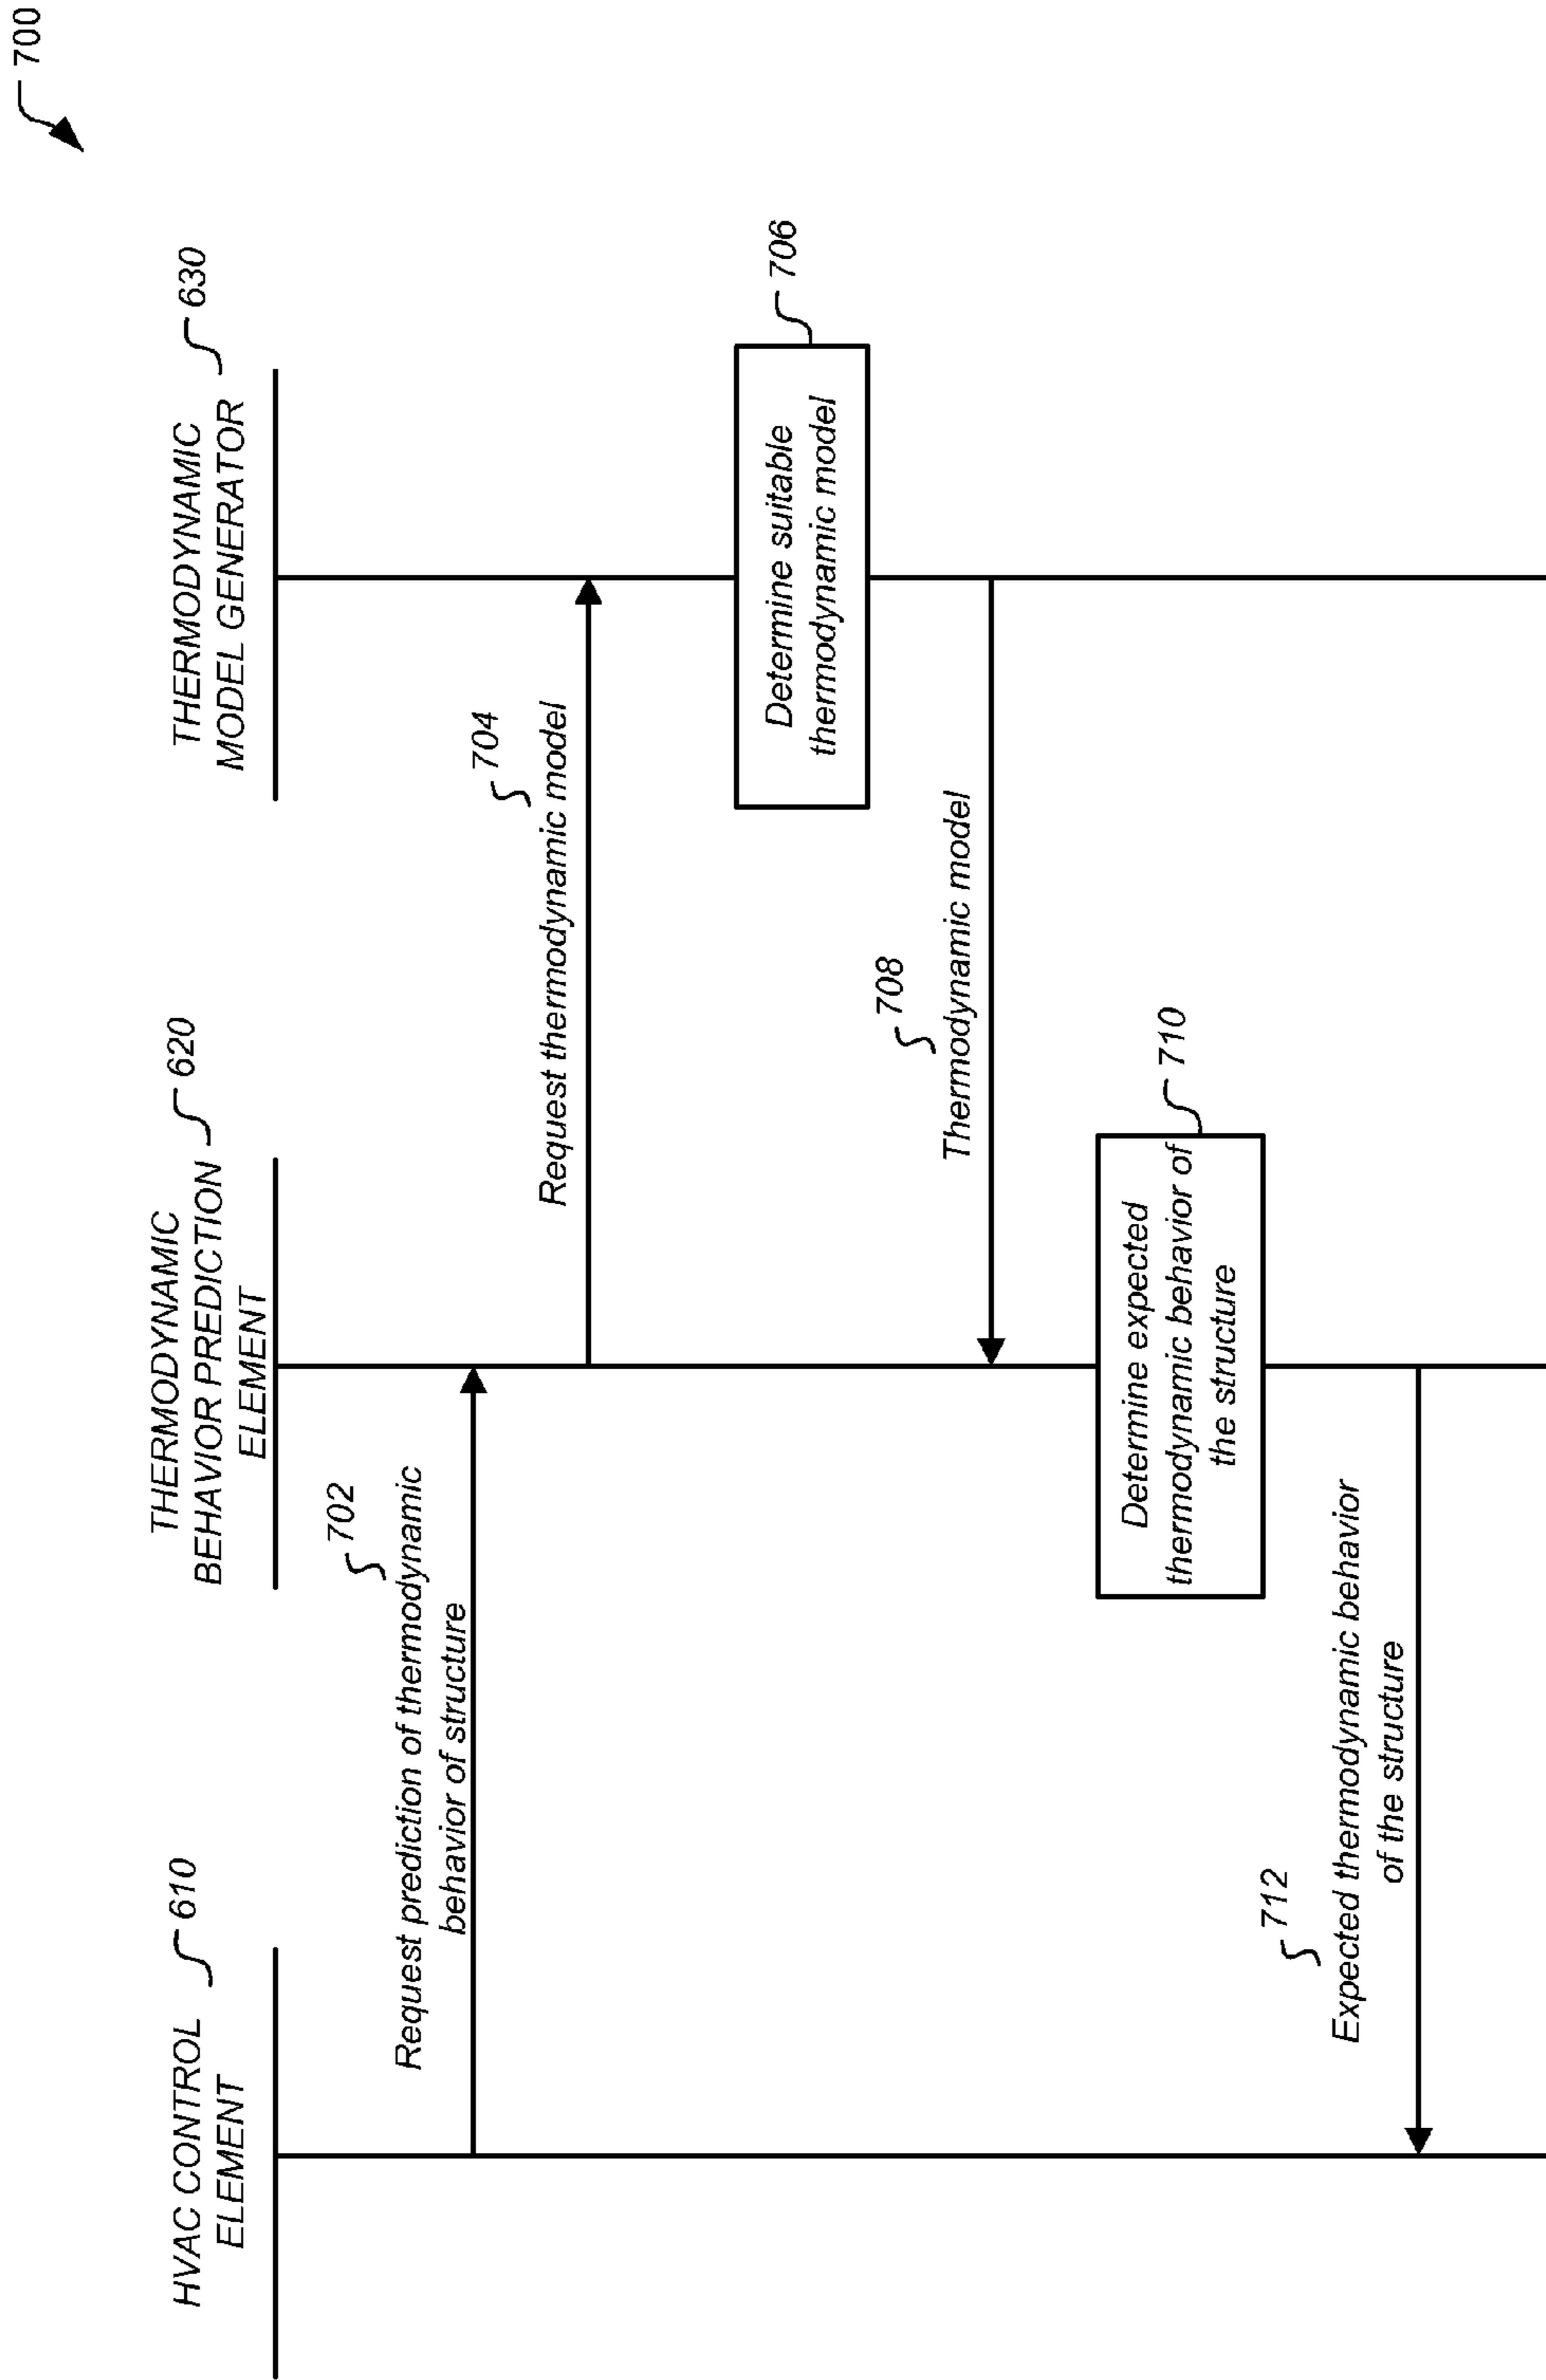 700
HVAC CONTROL
ELEMENT
610
THERMODYNAMIC
BEHAVIOR PREDICTION
ELEMENT
620
THERMODYNAMIC
MODEL GENERATOR
630
702
Request prediction of thermodynamic
behavior of structure
704
Request thermodynamic model
706
Determine suitable
thermodynamic model
708
Thermodynamic model
710
Determine expected
thermodynamic behavior of
the structure
712
Expected thermodynamic behavior
of the structure